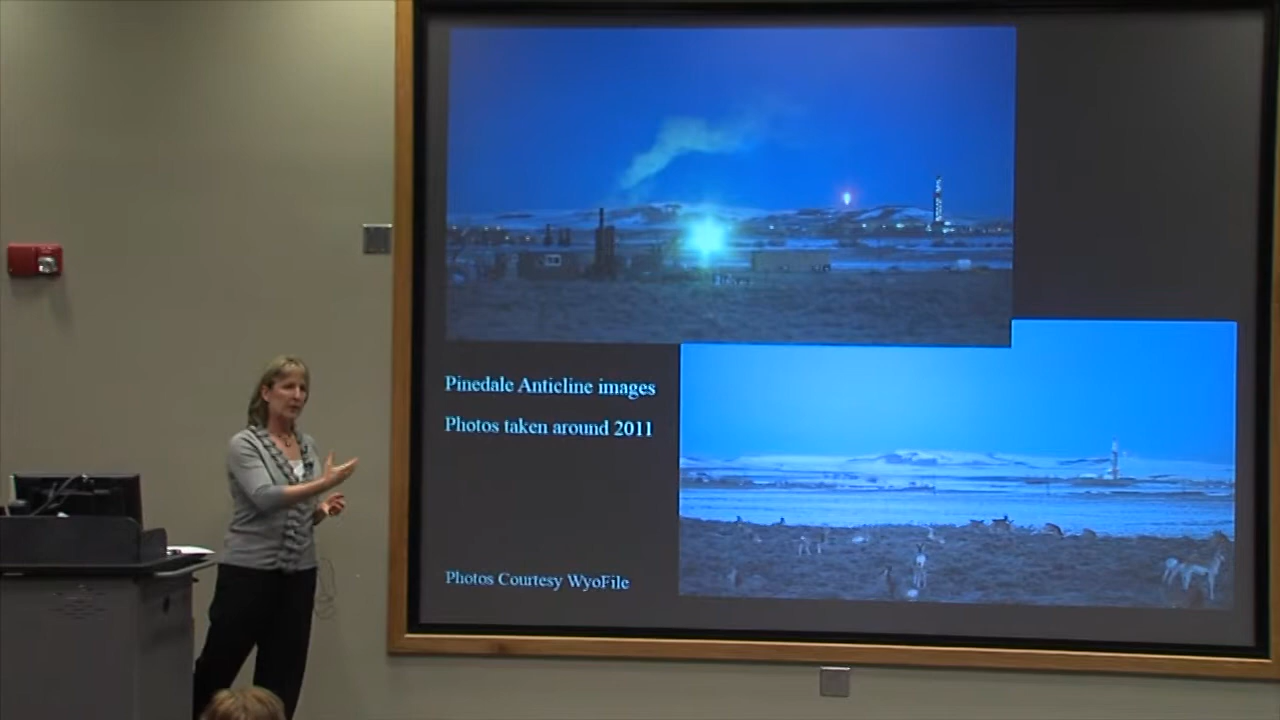 Pinedale Anticline images
Photos taken around 2011
Photos Courtesy WyoFile